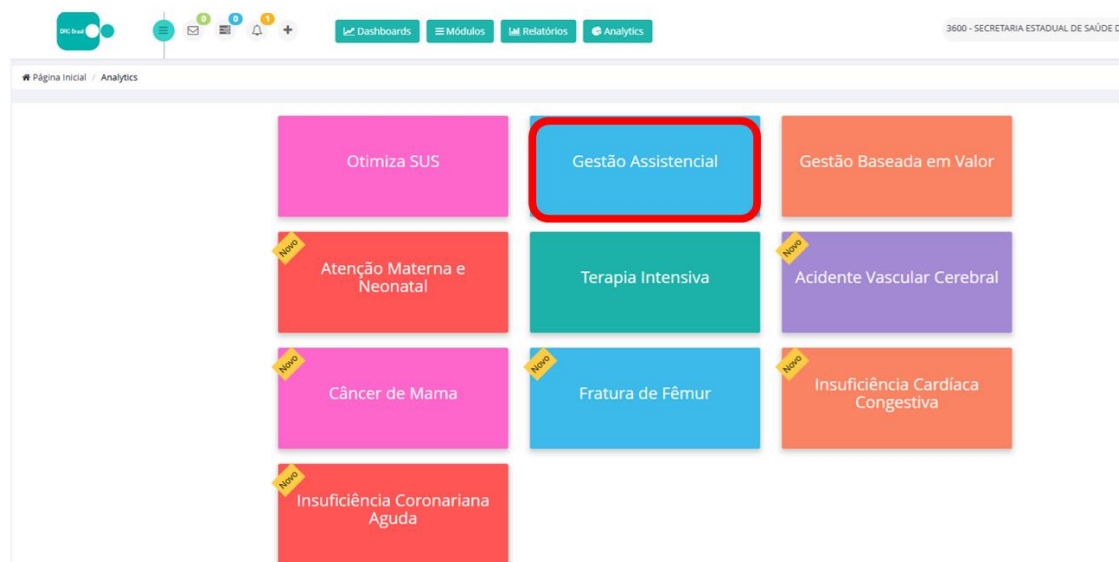 DRG Brasil
0
0
1
Dashboards
Módulos
Relatórios
Analytics
3600 - SECRETARIA ESTADUAL DE SAÚDE D
Página Inicial / Analytics
Otimiza SUS
Gestão Assistencial
Gestão Baseada em Valor
Novo
Atenção Materna e
Neonatal
Terapia Intensiva
Novo
Acidente Vascular Cerebral
Novo
Câncer de Mama
Novo
Fratura de Fêmur
Novo
Insuficiência Cardíaca
Congestiva
Novo
Insuficiência Coronariana
Aguda